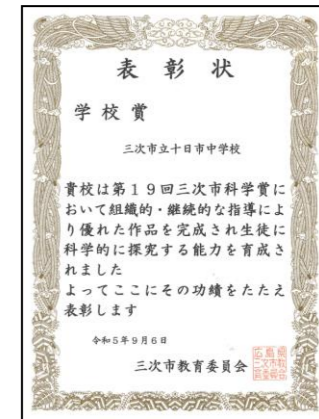 表彰状
学校賞
三次市立十日市中学校
貴校は第19回三次市科学賞に
おいて組織的・継続的な指導によ
り優れた作品を完成され生徒に
科学的に探究する能力を育成さ
れました
よってここにその功績をたたえ
表彰します
令和5年9月6日
三次市教育委員会